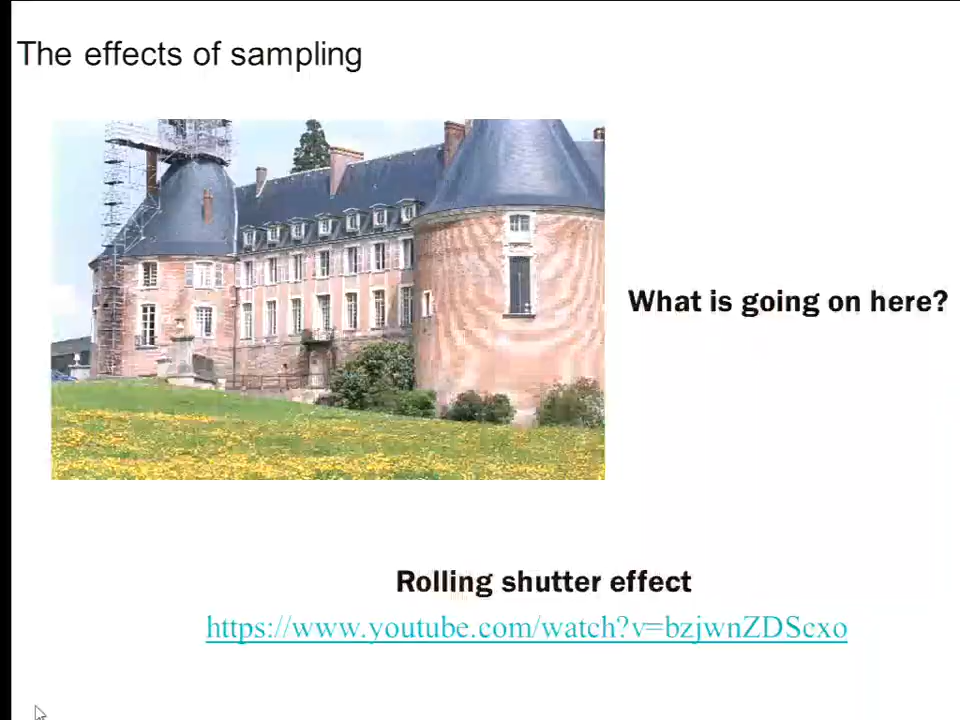 The effects of sampling
What is going on here?
Rolling shutter effect
https://www.youtube.com/watch?v=bzjwnZDScxo